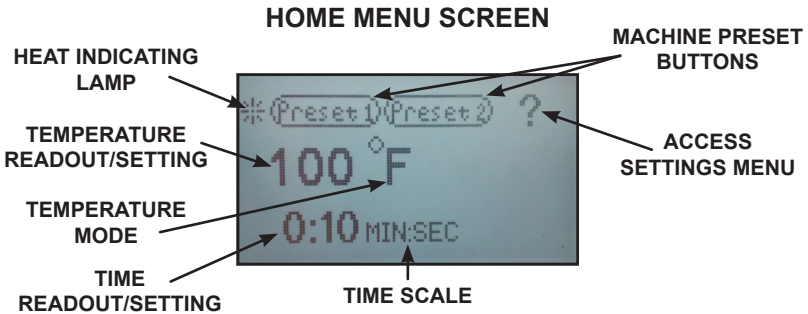 HOME MENU SCREEN
HEAT INDICATING
LAMP
MACHINE PRESET
BUTTONS
Preset 1 Preset 2 ?
TEMPERATURE
READOUT/SETTING
100 °F
ACCESS
SETTINGS MENU
TEMPERATURE
MODE
0:10 MIN:SEC
TIME
READOUT/SETTING
TIME SCALE